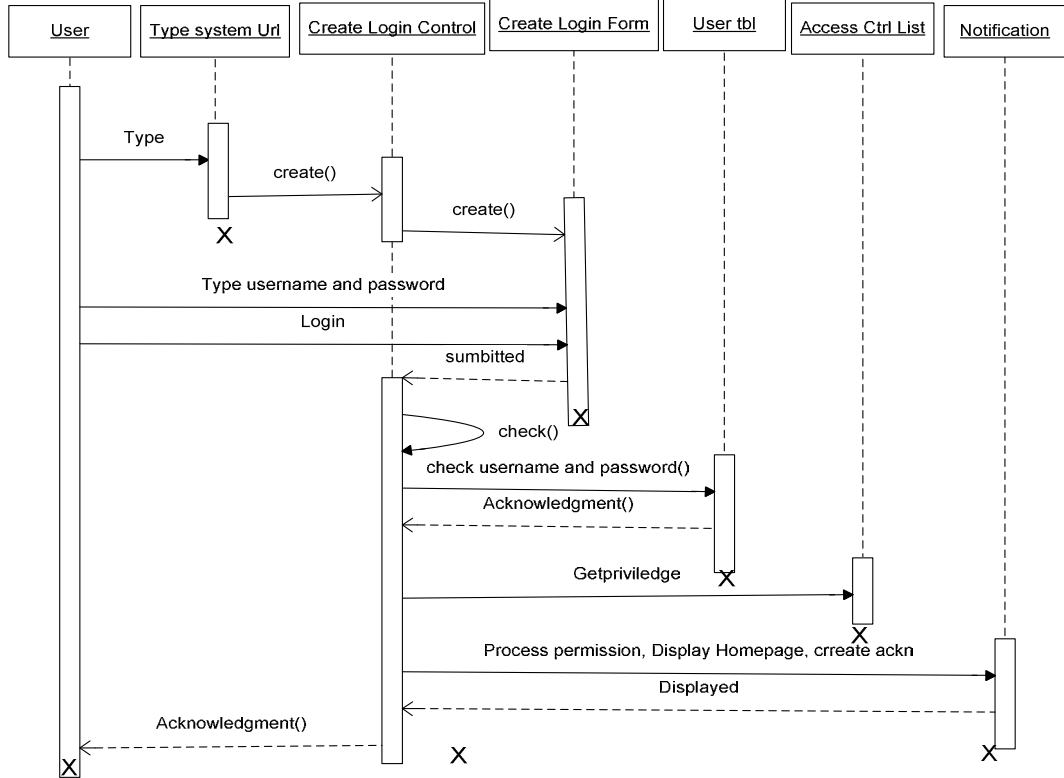 User
Type system Url
Create Login Control
Create Login Form
User tbl
Access Ctrl List
Notification
Type
create()
create()
X
Type username and password
Login
sumbitted
X
check()
check username and password()
Acknowledgment()
Getpriviledge
X
X
Process permission, Display Homepage, crreate ackn
Displayed
Acknowledgment()
X
X
X